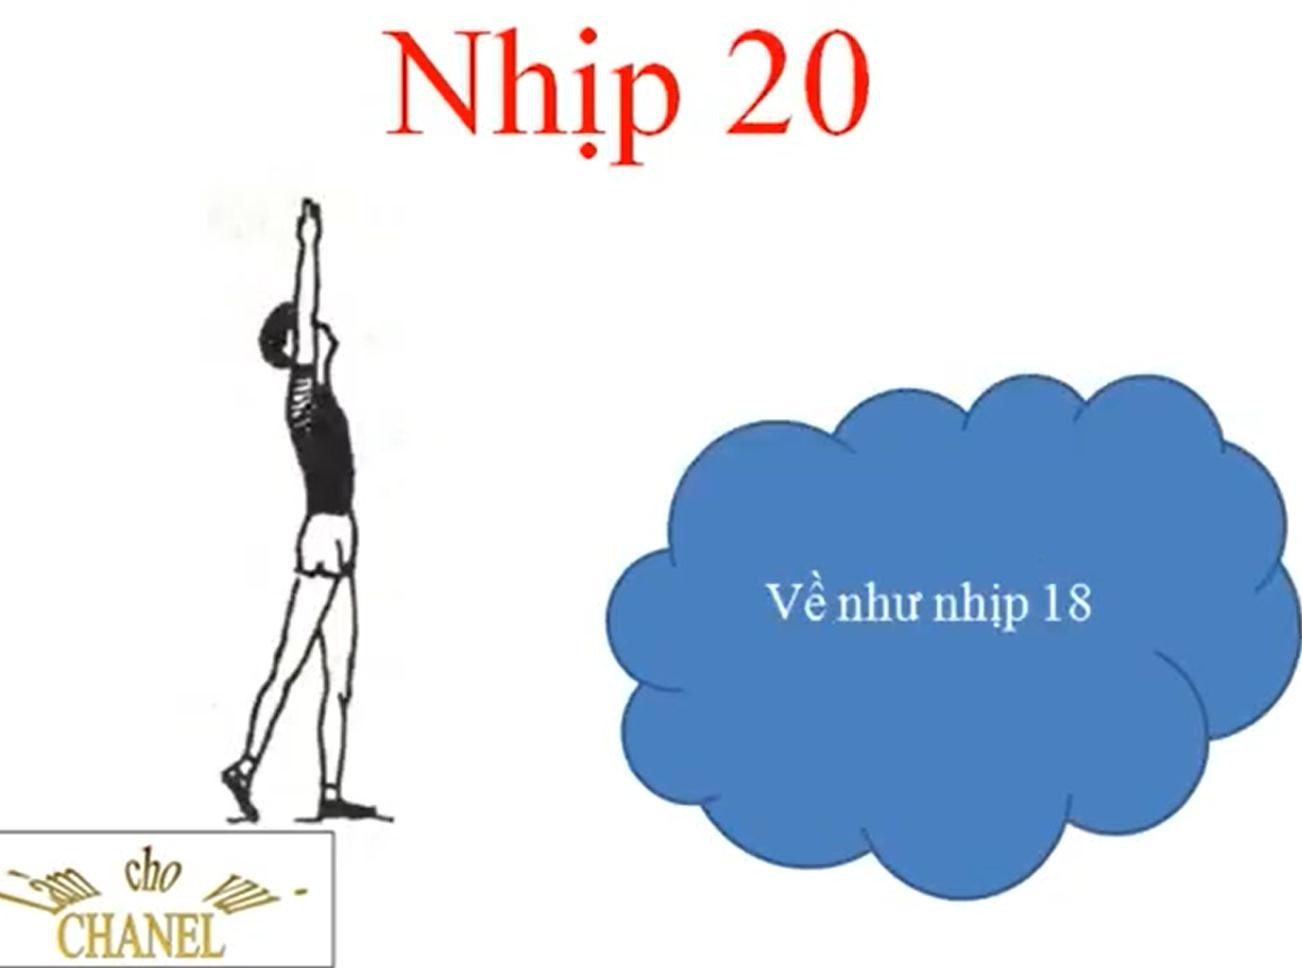 Nhịp 20
Về như nhịp 18
Làm cho vui
CHANEL